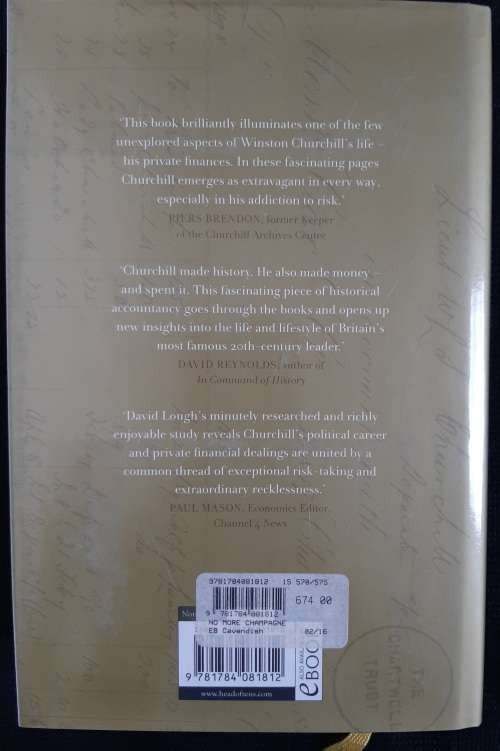 ‘This book brilliantly illuminates one of the few
unexplored aspects of Winston Churchill’s life –
his private finances. In these fascinating pages
Churchill emerges as extravagant in every way,
especially in his addiction to risk.’
PIERS BRENDON, former Keeper
of the Churchill Archives Centre
‘Churchill made history. He also made money –
and spent it. This fascinating piece of historical
accountancy goes through the books and opens up
new insights into the life and lifestyle of Britain’s
most famous 20th-century leader.’
DAVID REYNOLDS, author of
In Command of History
‘David Lough’s minutely researched and richly
enjoyable study reveals Churchill’s political career
and private financial dealings are united by a
common thread of exceptional risk-taking and
extraordinary recklessness.’
PAUL MASON, Economics Editor,
Channel 4 News
9781784081812 15 570/575
674 00
9 781784 081812
NO MORE CHAMPAGNE
EB Cavendish 02/16
9 781784 081812
www.headofzeus.com
eBOO
THE
TRUST